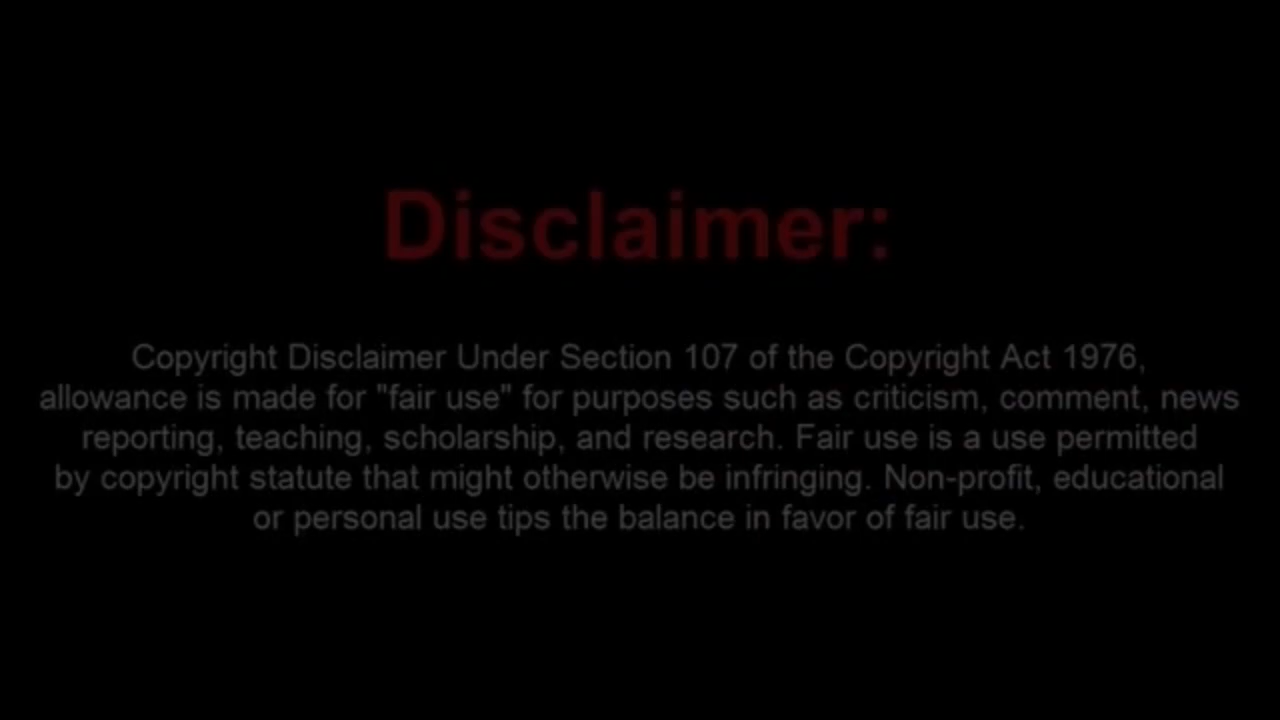 Disclaimer:
Copyright Disclaimer Under Section 107 of the Copyright Act 1976,
allowance is made for "fair use" for purposes such as criticism, comment, news
reporting, teaching, scholarship, and research. Fair use is a use permitted
by copyright statute that might otherwise be infringing. Non-profit, educational
or personal use tips the balance in favor of fair use.